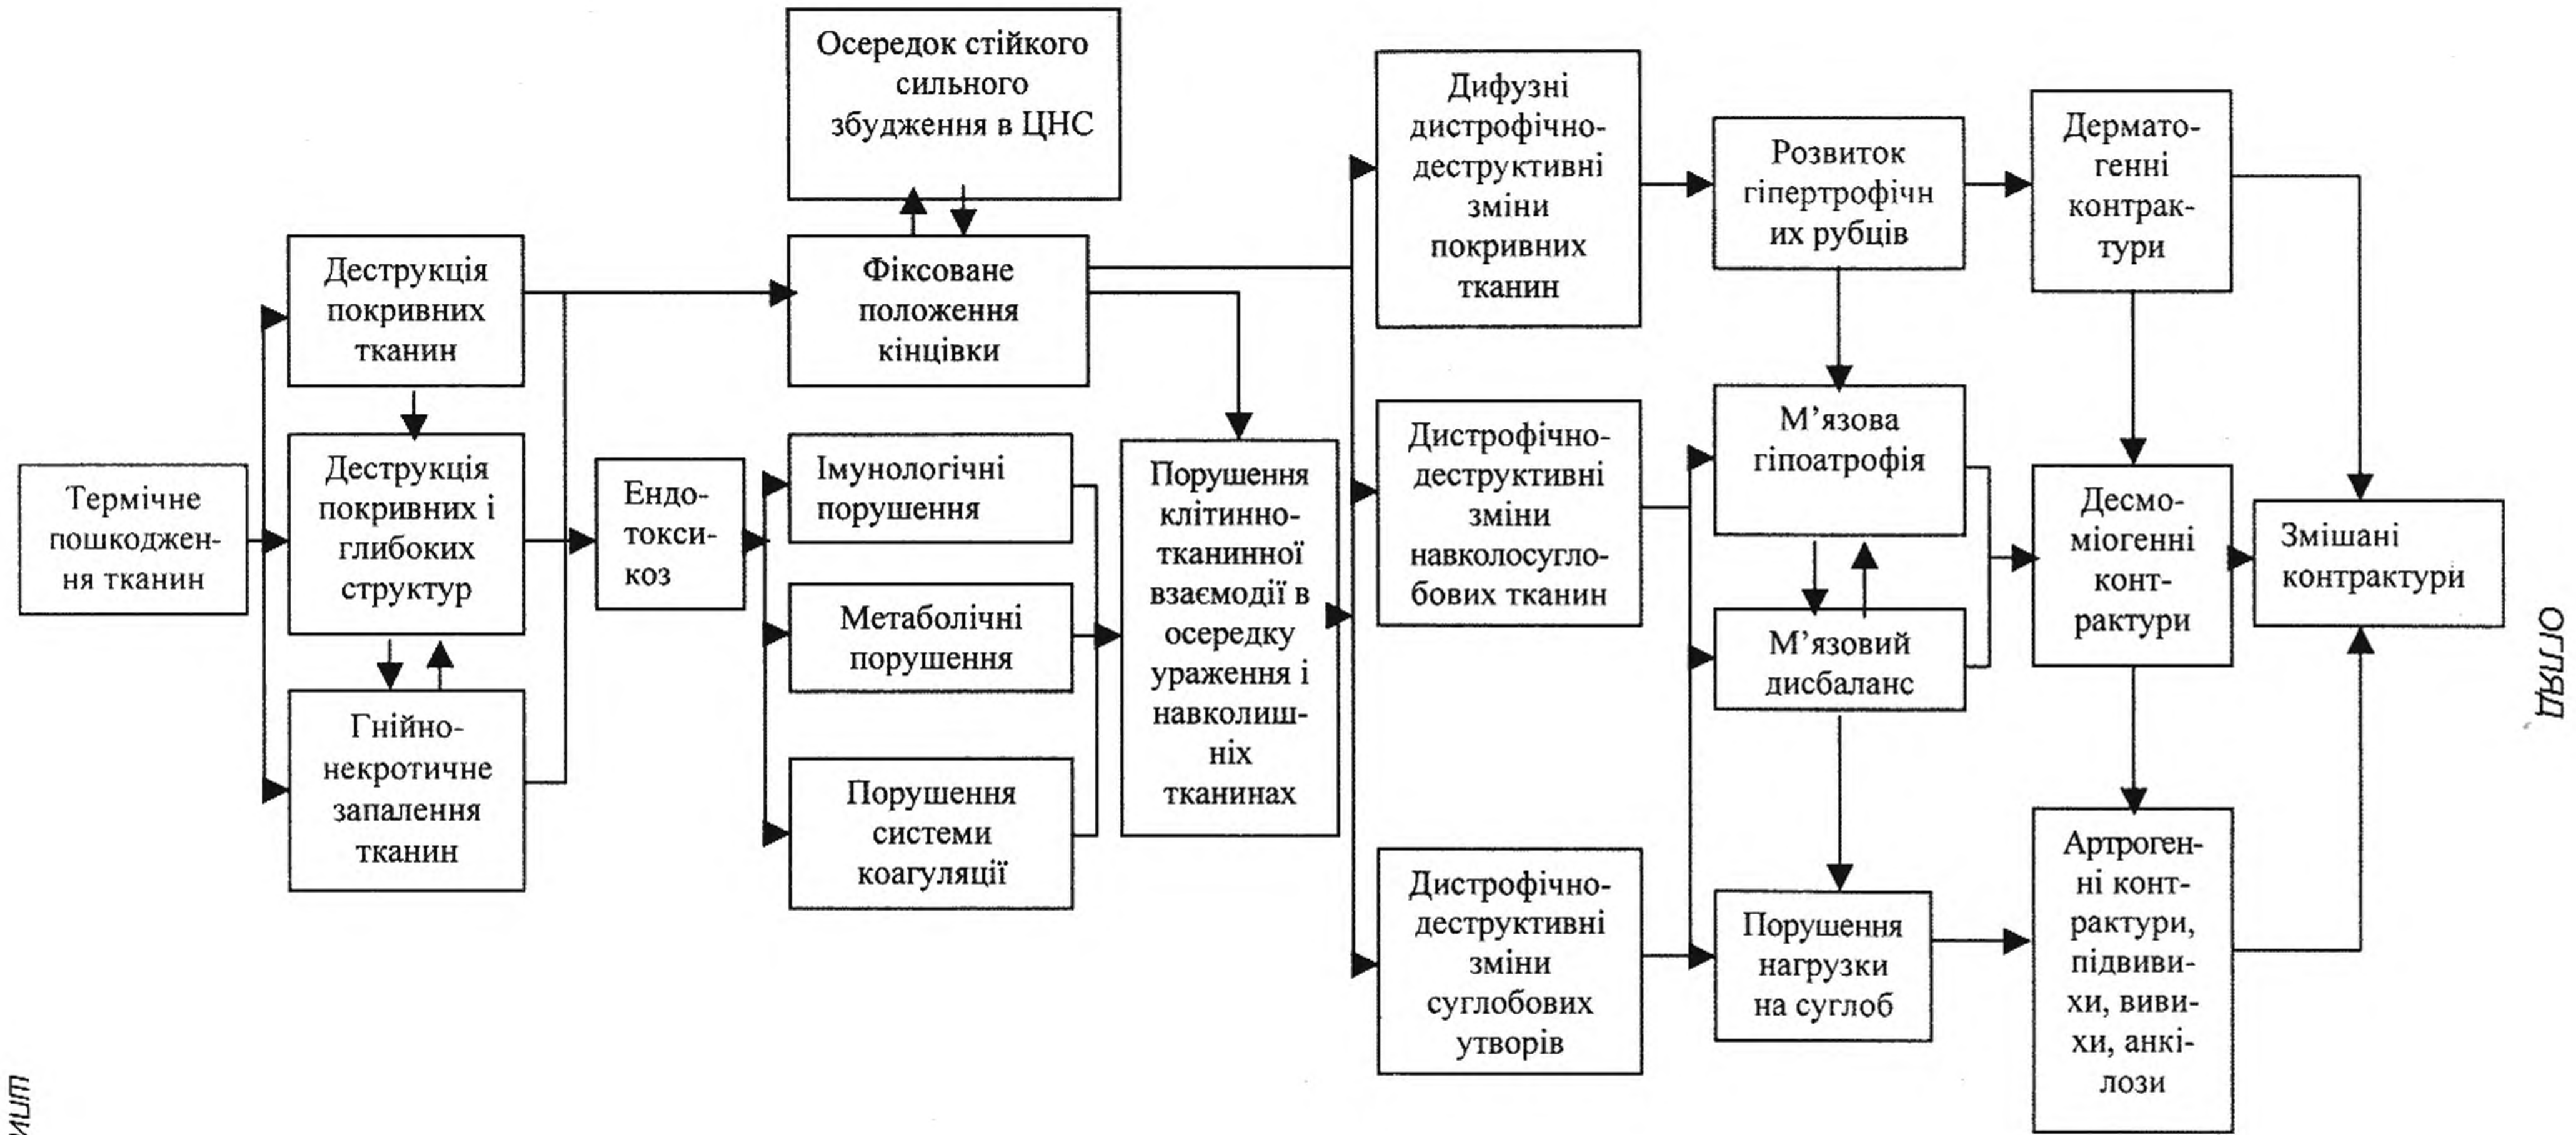 Осередок стійкого
сильного
збудження в ЦНС
Деструкція
покривних
тканин
Фіксоване
положення
кінцівки
Дифузні
дистрофічно-
деструктивні
зміни
покривних
тканин
Розвиток
гіпертрофічн
их рубців
Дермато-
генні
контрак-
тури
Термічне
пошкоджен-
ня тканин
Деструкція
покривних і
глибоких
структур
Ендо-
токси-
коз
Імунологічні
порушення
Метаболічні
порушення
Порушення
системи
коагуляції
Порушення
клітинно-
тканинної
взаємодії в
осередку
ураження і
навколиш-
ніх
тканинах
Дистрофічно-
деструктивні
зміни
навколосугло-
бових тканин
М’язова
гіпоатрофія
М’язовий
дисбаланс
Десмо-
міогенні
конт-
рактури
Змішані
контрактури
Гнійно-
некротичне
запалення
тканин
Дистрофічно-
деструктивні
зміни
суглобових
утворів
Порушення
нагрузки
на суглоб
Артроген-
ні конт-
рактури,
підвиви-
хи, виви-
хи, анкі-
лози
ОГЛЯД